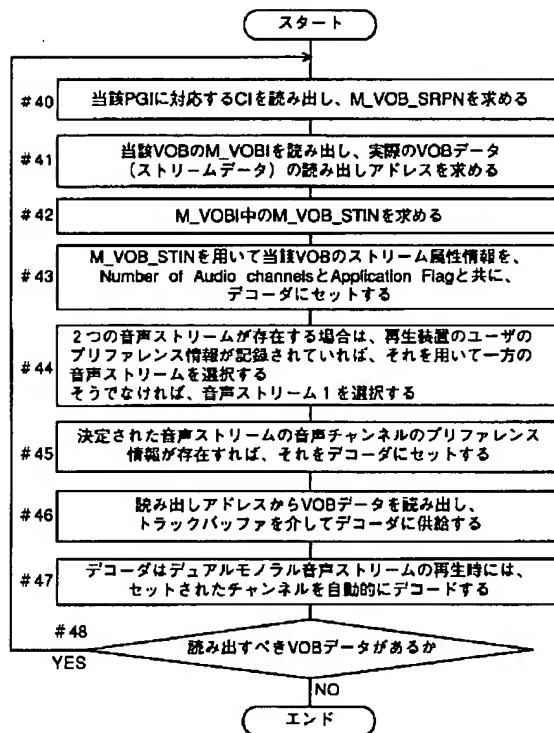 スタート
#40
当該PGIに対応するCIを読み出し、M_VOB_SRPNを求める
#41
当該VOBのM_VOBIを読み出し、実際のVOBデータ
（ストリームデータ）の読み出しアドレスを求める
#42
M_VOBI中のM_VOB_STINを求める
#43
M_VOB_STINを用いて当該VOBのストリーム属性情報を、
Number of Audio channelsとApplication Flagと共に、
デコーダにセットする
#44
2つの音声ストリームが存在する場合は、再生装置のユーザの
プリファレンス情報が記録されていれば、それを用いて一方の
音声ストリームを選択する
そうでなければ、音声ストリーム1を選択する
#45
決定された音声ストリームの音声チャンネルのプリファレンス
情報が存在すれば、それをデコーダにセットする
#46
読み出しアドレスからVOBデータを読み出し、
トラックバッファを介してデコーダに供給する
#47
デコーダはデュアルモノラル音声ストリームの再生時には、
セットされたチャンネルを自動的にデコードする
#48
読み出すべきVOBデータがあるか
YES
NO
エンド